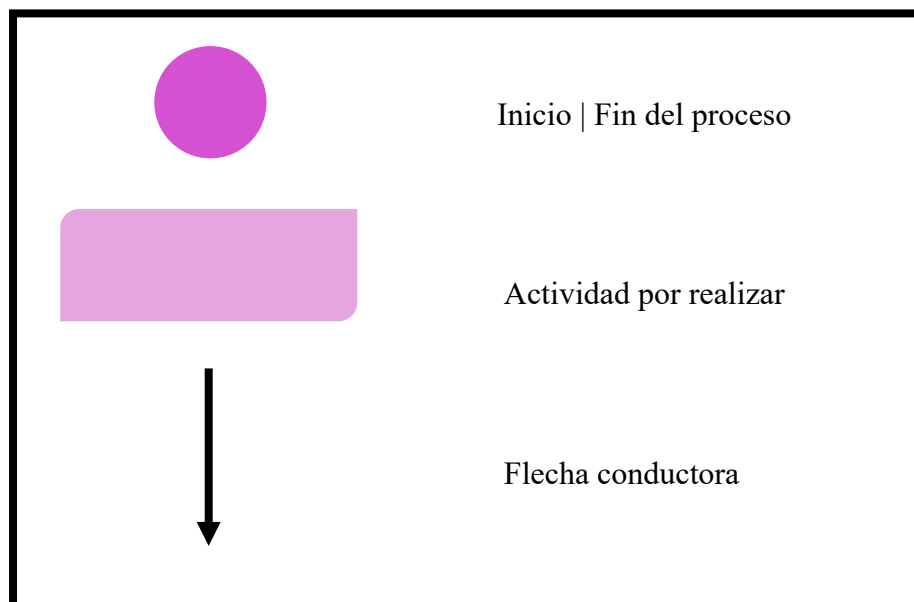 Inicio | Fin del proceso
Actividad por realizar
Flecha conductora